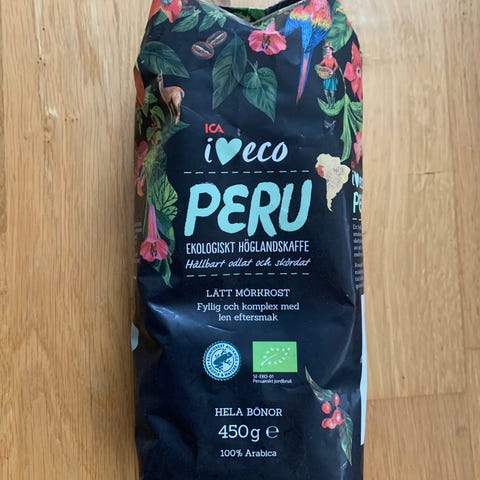 ICA
i♥eco
PERU
EKOLOGISKT HÖGLANDSKAFFE
Hållbart odlat och skördat
LÄTT MÖRKROST
Fyllig och komplex med
len eftersmak
SE-EKO-01
Peruanskt jordbruk
HELA BÖNOR
450g e
100% Arabica
i♥